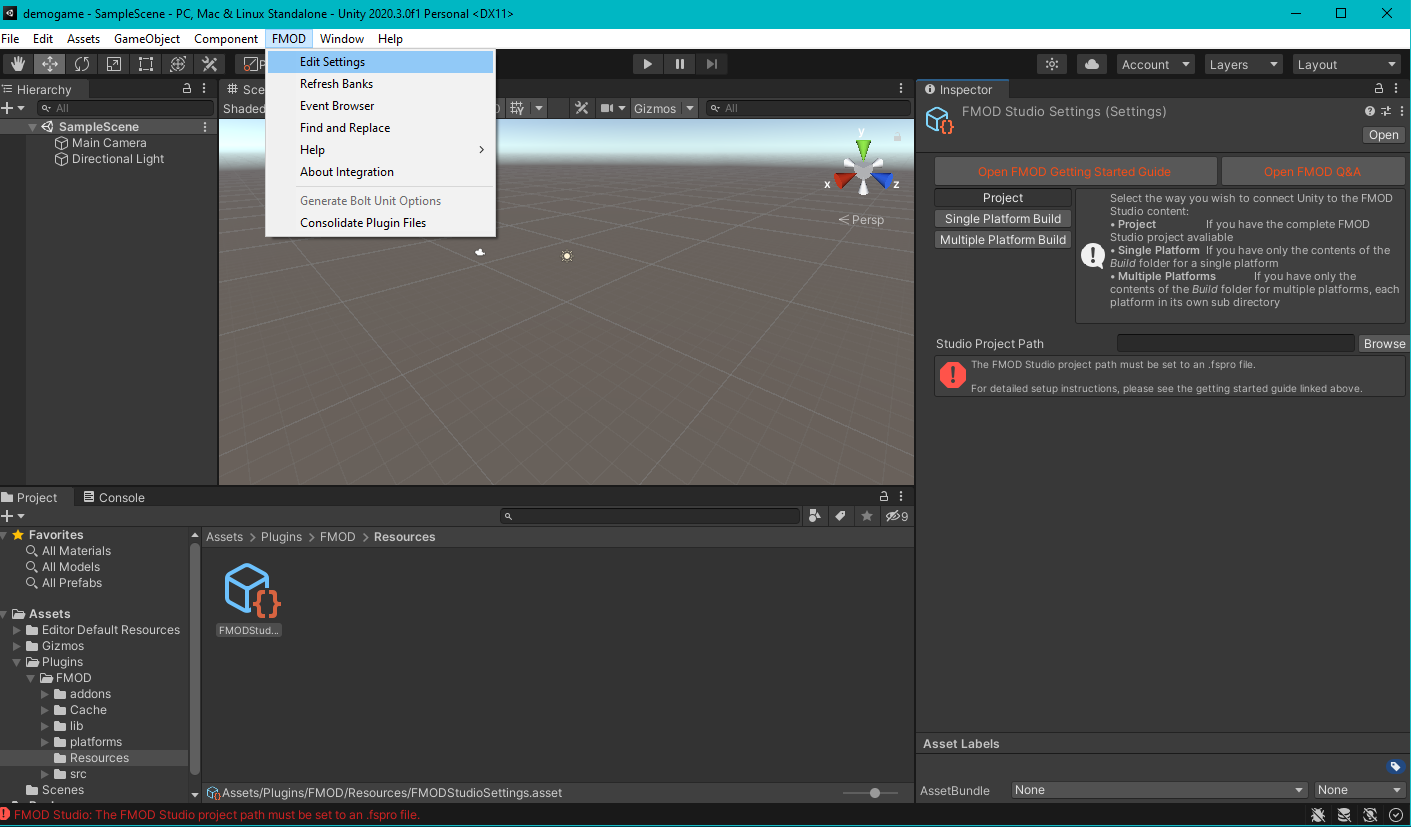 demogame - SampleScene - PC, Mac & Linux Standalone - Unity 2020.3.0f1 Personal <DX11>
File Edit Assets GameObject Component FMOD Window Help
Edit Settings
Refresh Banks
Event Browser
Find and Replace
Help
About Integration
Generate Bolt Unit Options
Consolidate Plugin Files
Account
Layers
Layout
Hierarchy
All
SampleScene
Main Camera
Directional Light
Shaded
Gizmos
All
y
x
z
Persp
Inspector
FMOD Studio Settings (Settings)
Open
Open FMOD Getting Started Guide
Open FMOD Q&A
Project
Single Platform Build
Multiple Platform Build
Select the way you wish to connect Unity to the FMOD
Studio content:
• Project If you have the complete FMOD
Studio project avaliable
• Single Platform If you have only the contents of the
Build folder for a single platform
• Multiple Platforms If you have only the
contents of the Build folder for multiple platforms, each
platform in its own sub directory
Studio Project Path
Browse
The FMOD Studio project path must be set to an .fspro file.
For detailed setup instructions, please see the getting started guide linked above.
Asset Labels
AssetBundle
None
None
Project
Console
9
Favorites
All Materials
All Models
All Prefabs
Assets
Editor Default Resources
Gizmos
Plugins
FMOD
addons
Cache
lib
platforms
Resources
src
Scenes
Assets > Plugins > FMOD > Resources
FMODStud...
Assets/Plugins/FMOD/Resources/FMODStudioSettings.asset
FMOD Studio: The FMOD Studio project path must be set to an .fspro file.